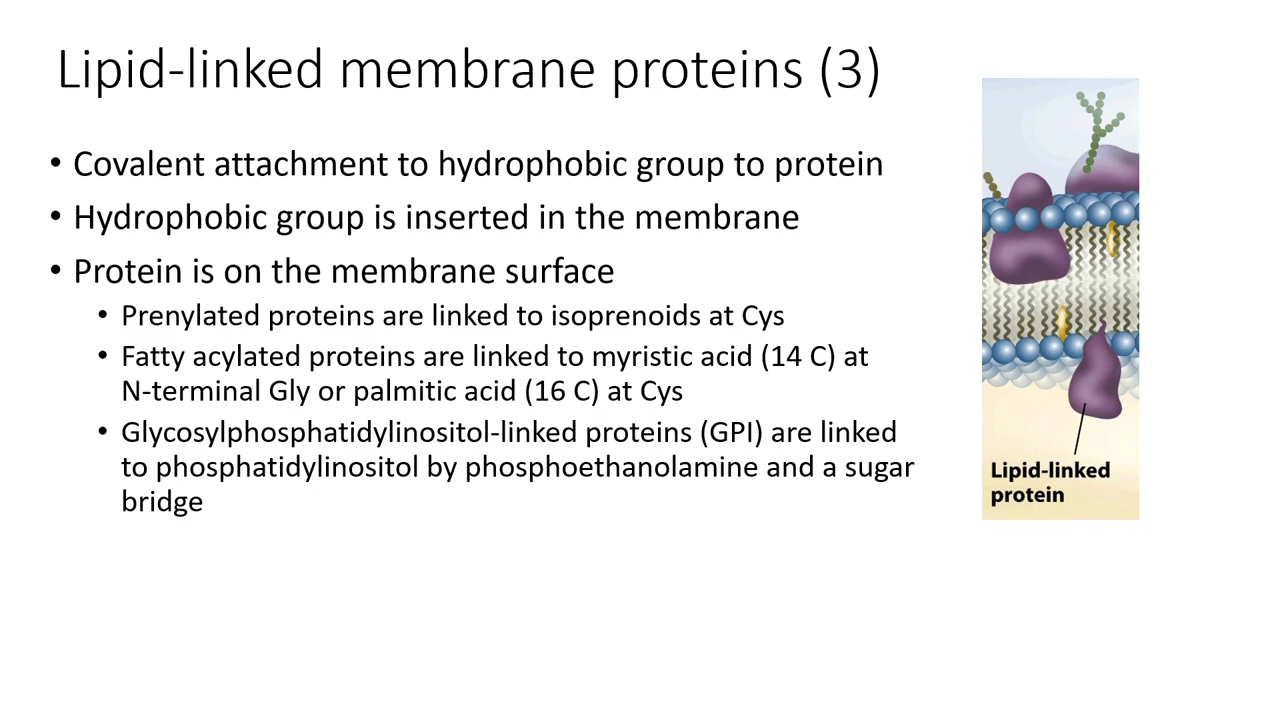 Lipid-linked membrane proteins (3)
• Covalent attachment to hydrophobic group to protein
• Hydrophobic group is inserted in the membrane
• Protein is on the membrane surface
• Prenylated proteins are linked to isoprenoids at Cys
• Fatty acylated proteins are linked to myristic acid (14 C) at
N-terminal Gly or palmitic acid (16 C) at Cys
• Glycosylphosphatidylinositol-linked proteins (GPI) are linked
to phosphatidylinositol by phosphoethanolamine and a sugar
bridge
Lipid-linked
protein